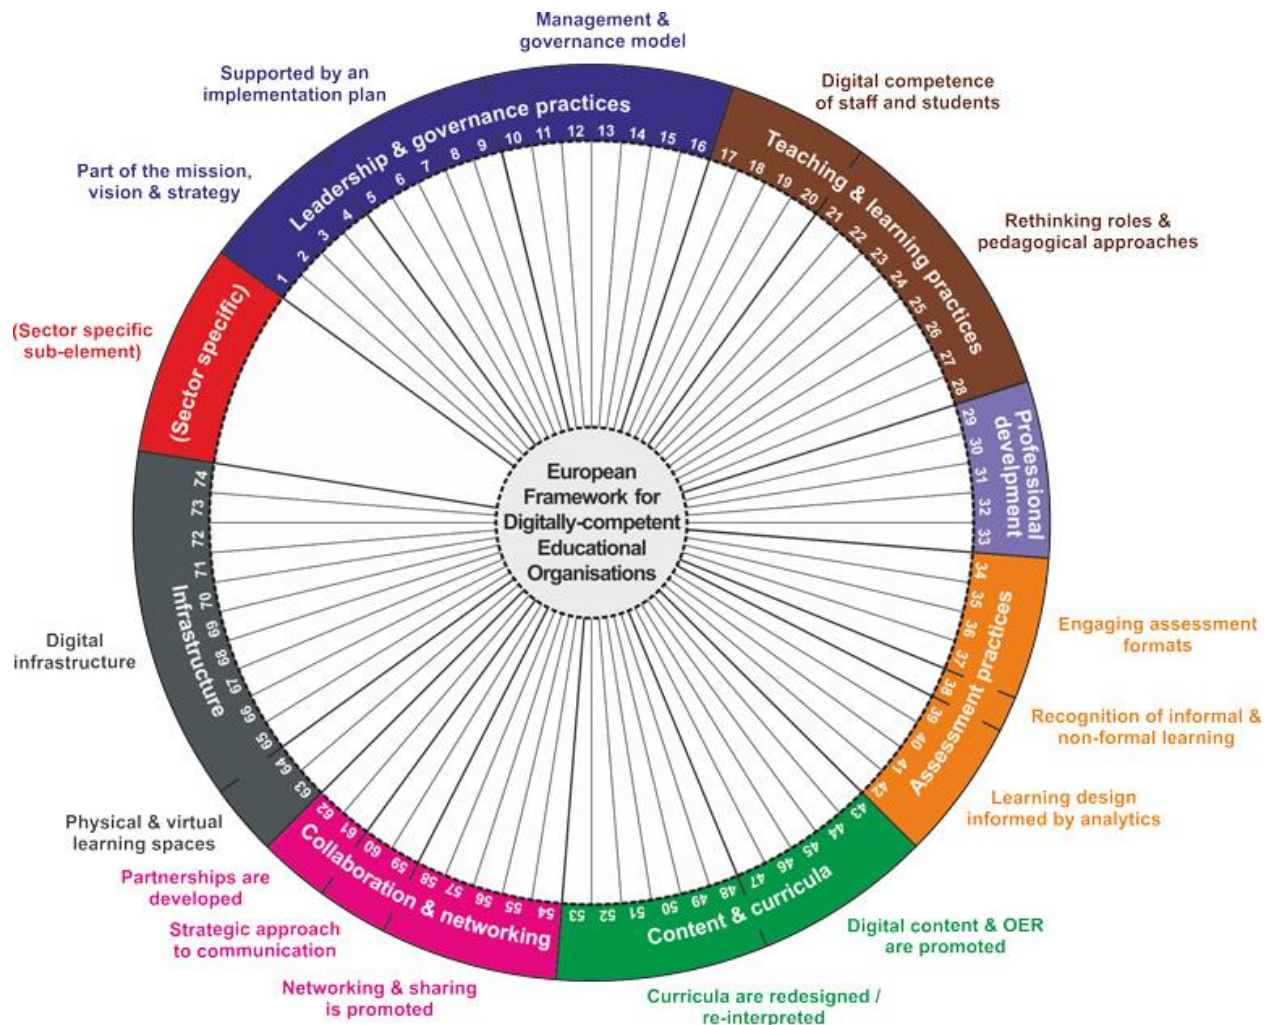 Management &
governance model
Supported by an
implementation plan
Digital competence
of staff and students
Part of the mission,
vision & strategy
Rethinking roles &
pedagogical approaches
(Sector specific
sub-element)
Engaging assessment
formats
Recognition of informal &
non-formal learning
Learning design
informed by analytics
Digital content & OER
are promoted
Curricula are redesigned /
re-interpreted
Networking & sharing
is promoted
Strategic approach
to communication
Partnerships are
developed
Physical & virtual
learning spaces
Digital
infrastructure
Leadership & governance practices
Teaching & learning practices
Professional
develpment
Assessment practices
Content & curricula
Collaboration & networking
Infrastructure
(Sector specific)
1 2 3 4 5 6 7 8 9 10 11 12 13 14 15 16
17 18 19 20 21 22 23 24 25 26 27 28
29 30 31 32 33
34 35 36 37 38 39 40 41 42
43 44 45 46 47 48 49 50 51 52 53
54 55 56 57 58 59 60 61 62
63 64 65 66 67 68 69 70 71 72 73 74
European
Framework for
Digitally-competent
Educational
Organisations